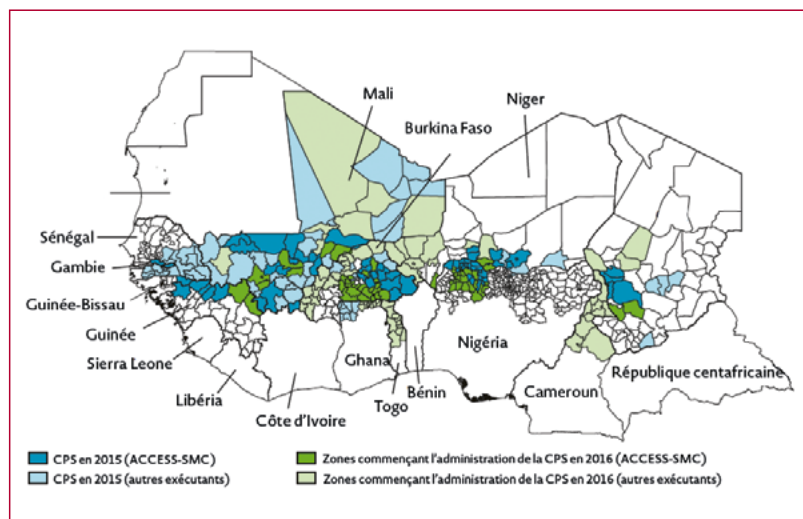 Mali
Niger
Burkina Faso
Sénégal
Gambie
Guinée-Bissau
Guinée
Sierra Leone
Libéria
Côte d'Ivoire
Ghana
Togo
Bénin
Nigéria
Cameroun
République centafricaine
CPS en 2015 (ACCESS-SMC)
CPS en 2015 (autres exécutants)
Zones commençant l'administration de la CPS en 2016 (ACCESS-SMC)
Zones commençant l'administration de la CPS en 2016 (autres exécutants)